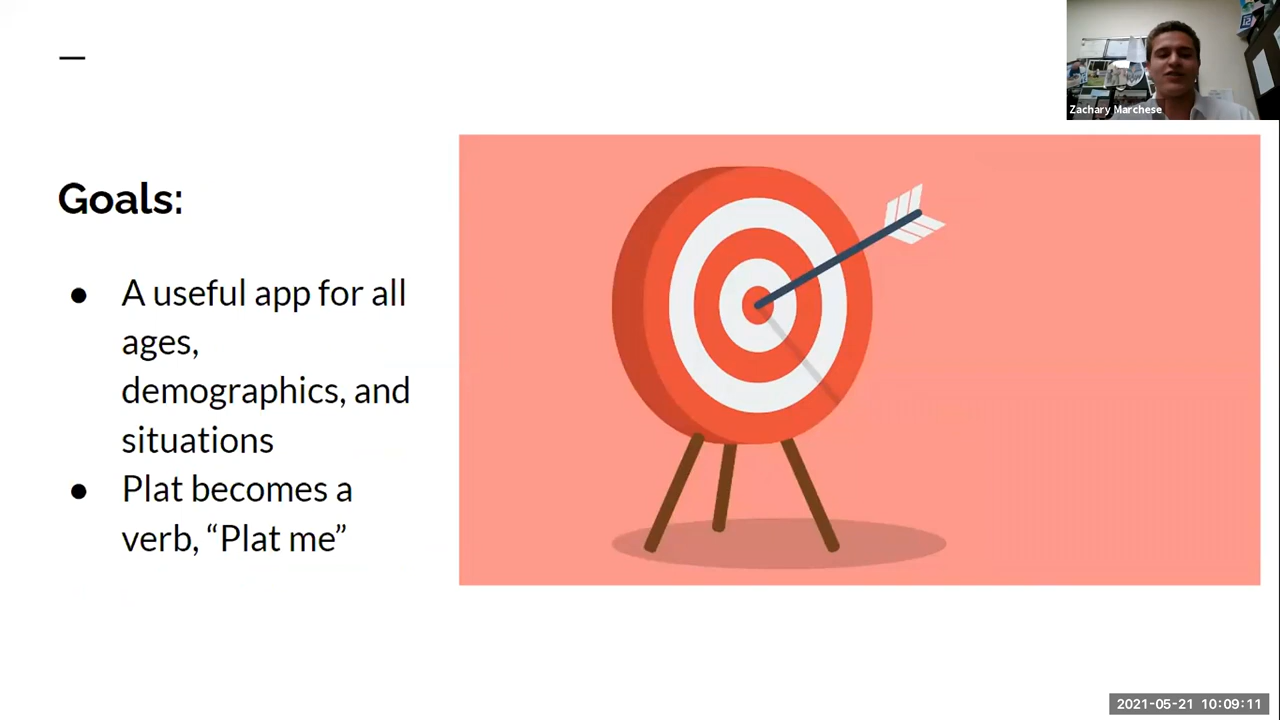 Zachary Marchese
Goals:
● A useful app for all
ages,
demographics, and
situations
● Plat becomes a
verb, “Plat me”
2021-05-21 10:09:11